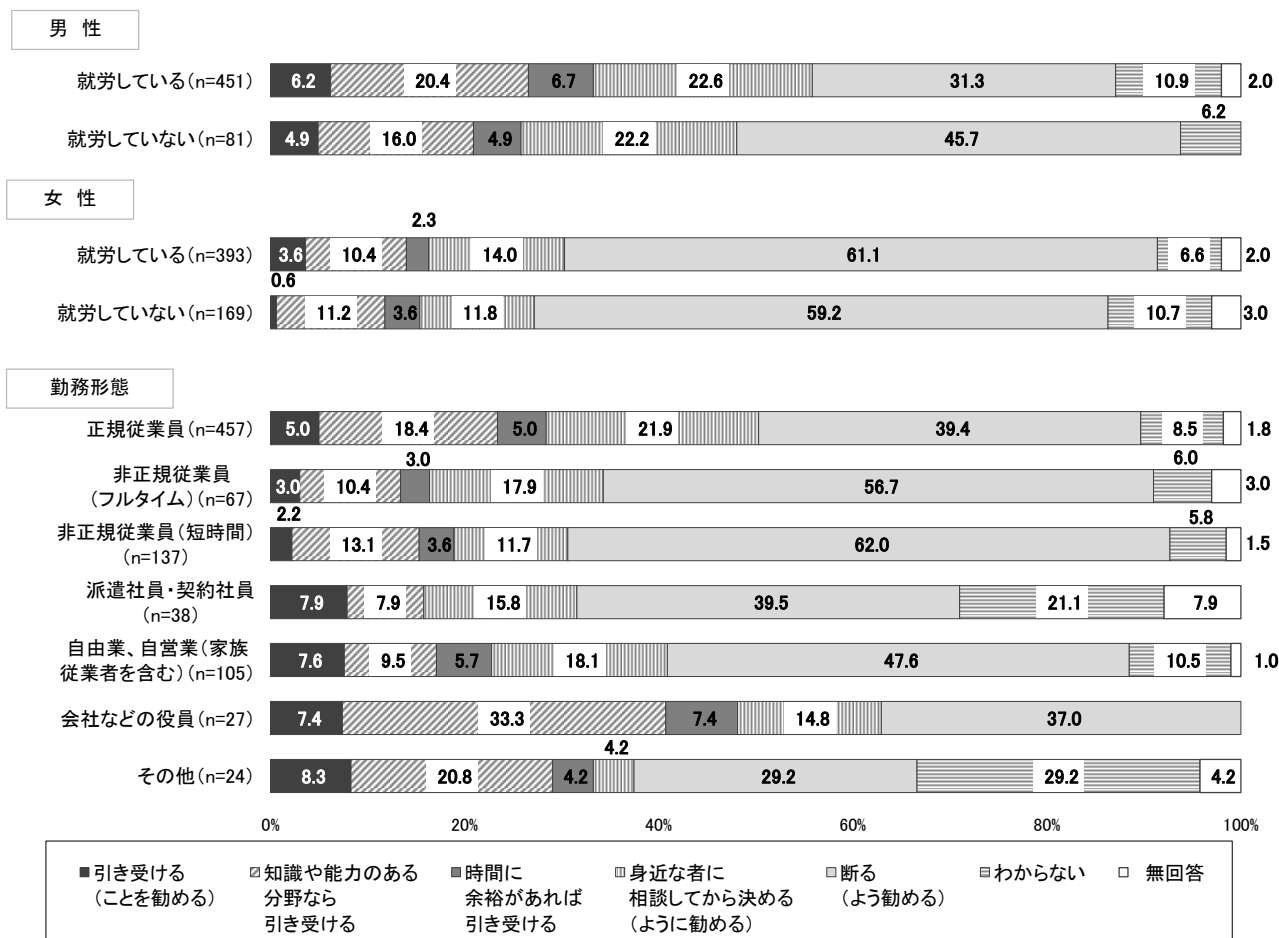 男 性
就労している(n=451)
6.2 20.4 6.7 22.6 31.3 10.9 2.0
就労していない(n=81)
4.9 16.0 4.9 22.2 45.7 6.2
女 性
就労している(n=393)
3.6 10.4 2.3 14.0 61.1 6.6 2.0
就労していない(n=169)
0.6 11.2 3.6 11.8 59.2 10.7 3.0
勤務形態
正規従業員(n=457)
5.0 18.4 5.0 21.9 39.4 8.5 1.8
非正規従業員
(フルタイム)(n=67)
3.0 10.4 3.0 17.9 56.7 6.0 3.0
非正規従業員(短時間)
(n=137)
2.2 13.1 3.6 11.7 62.0 5.8 1.5
派遣社員・契約社員
(n=38)
7.9 7.9 15.8 39.5 21.1 7.9
自由業、自営業(家族
従業者を含む)(n=105)
7.6 9.5 5.7 18.1 47.6 10.5 1.0
会社などの役員(n=27)
7.4 33.3 7.4 14.8 37.0
その他(n=24)
8.3 20.8 4.2 4.2 29.2 29.2 4.2
0% 20% 40% 60% 80% 100%
引き受ける
(ことを勧める)
知識や能力のある
分野なら
引き受ける
時間に
余裕があれば
引き受ける
身近な者に
相談してから決める
(ように勧める)
断る
(よう勧める)
わからない
無回答